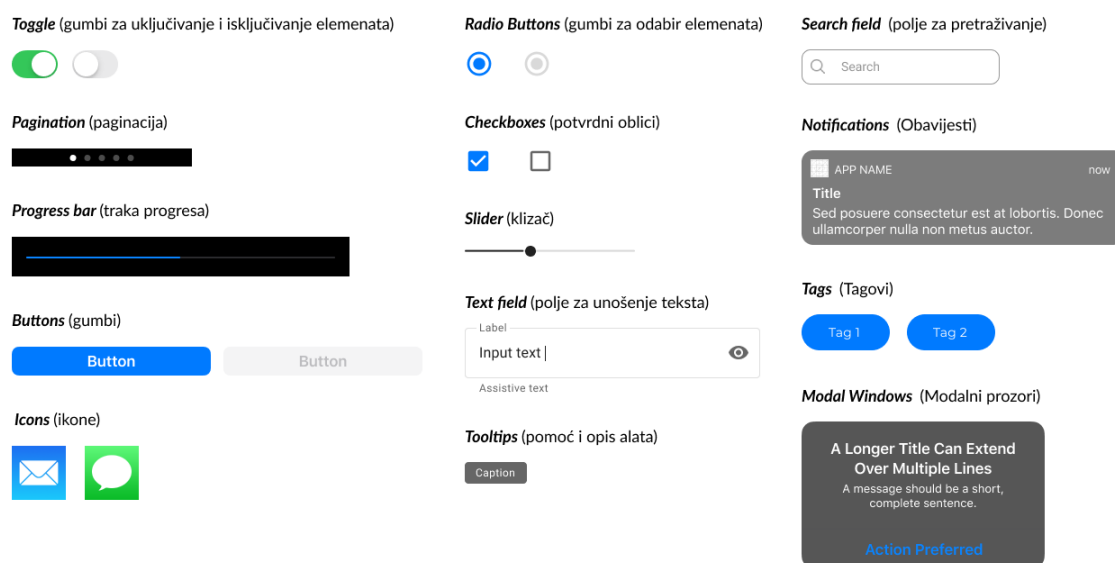 Toggle (gumbi za uključivanje i isključivanje elemenata)
Pagination (paginacija)
Progress bar (traka progresa)
Buttons (gumbi)
Button
Button
Icons (ikone)
Radio Buttons (gumbi za odabir elemenata)
Checkboxes (potvrdni oblici)
Slider (klizač)
Text field (polje za unošenje teksta)
Label
Input text
Assistive text
Tooltips (pomoć i opis alata)
Caption
Search field (polje za pretraživanje)
Search
Notifications (Obavijesti)
APP NAME now
Title
Sed posuere consectetur est at lobortis. Donec
ullamcorper nulla non metus auctor.
Tags (Tagovi)
Tag 1 Tag 2
Modal Windows (Modalni prozori)
A Longer Title Can Extend
Over Multiple Lines
A message should be a short,
complete sentence.
Action Preferred